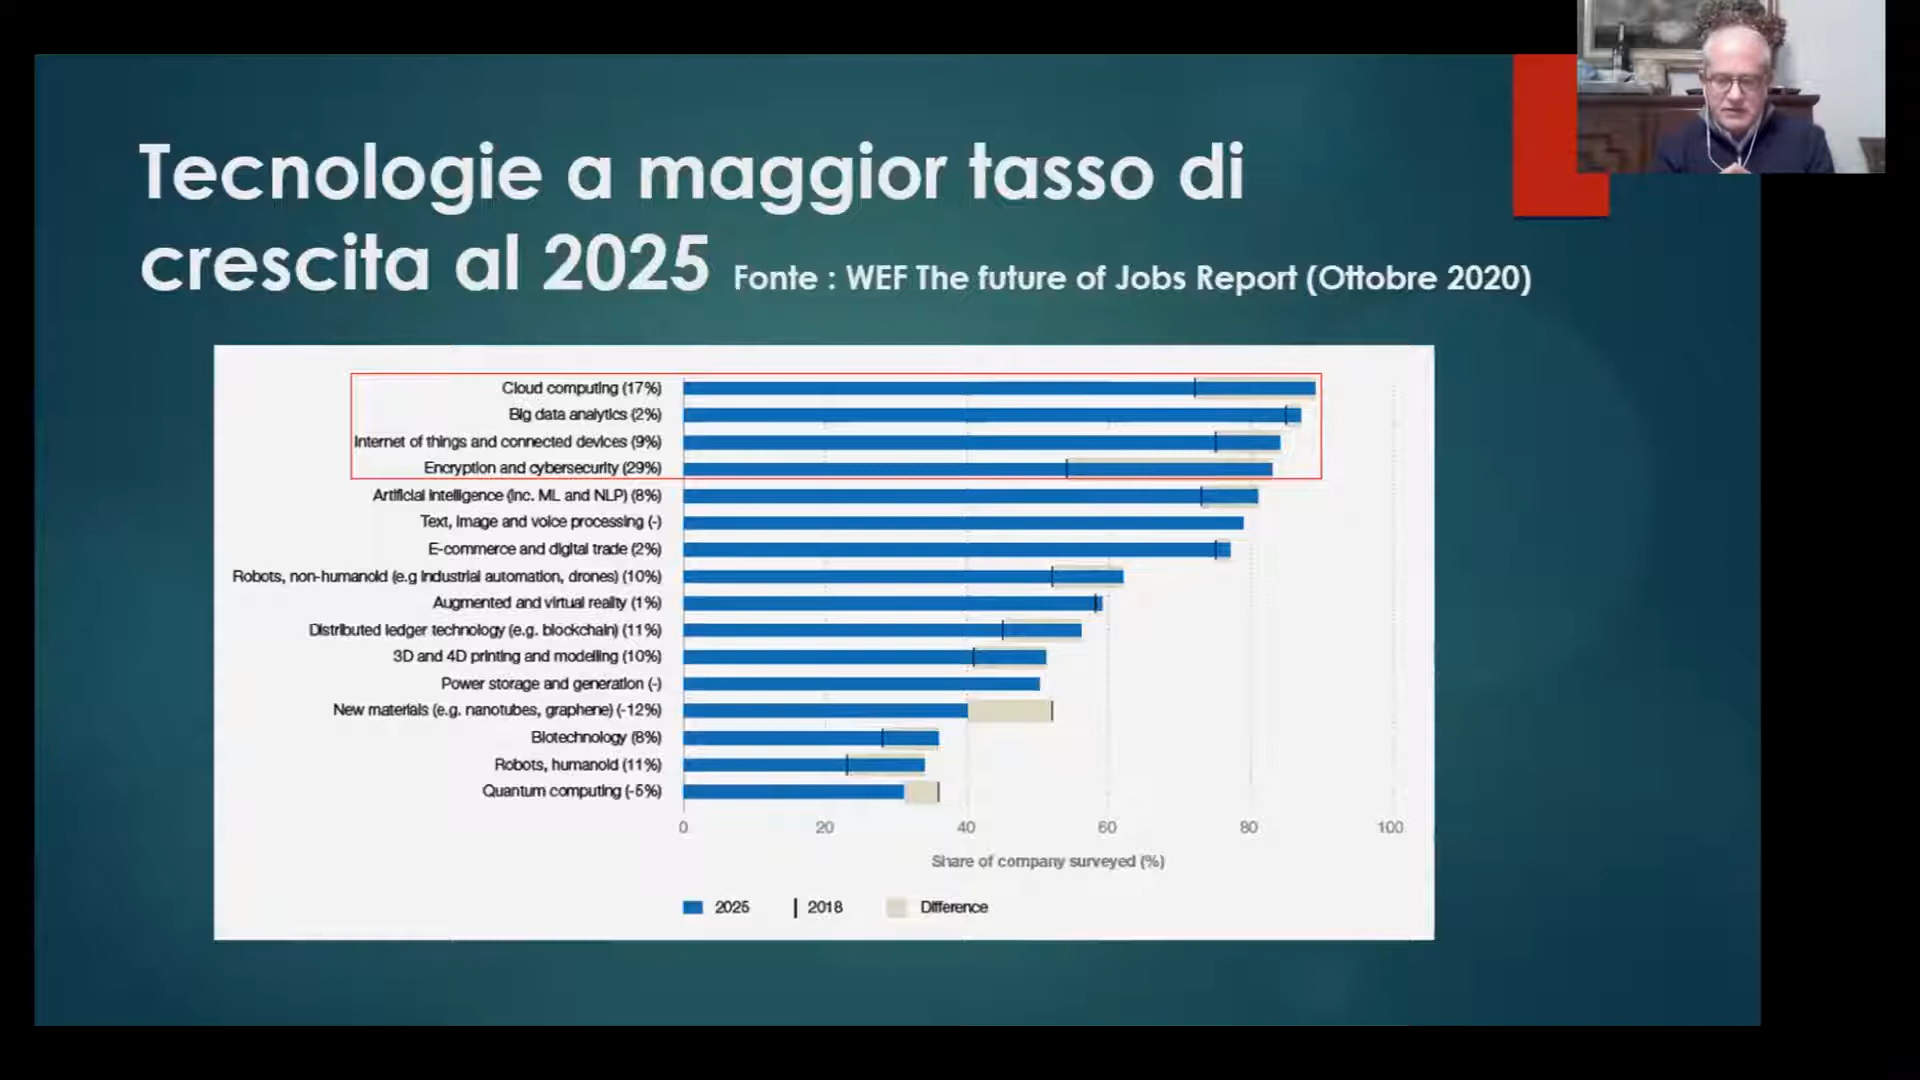 Tecnologie a maggior tasso di
crescita al 2025 Fonte : WEF The future of Jobs Report (Ottobre 2020)
Cloud computing (17%)
Big data analytics (2%)
Internet of things and connected devices (9%)
Encryption and cybersecurity (29%)
Artificial intelligence (inc. ML and NLP) (8%)
Text, image and voice processing (-)
E-commerce and digital trade (2%)
Robots, non-humanoid (e.g industrial automation, drones) (10%)
Augmented and virtual reality (1%)
Distributed ledger technology (e.g. blockchain) (11%)
3D and 4D printing and modelling (10%)
Power storage and generation (-)
New materials (e.g. nanotubes, graphene) (-12%)
Biotechnology (8%)
Robots, humanoid (11%)
Quantum computing (-5%)
0 20 40 60 80 100
Share of company surveyed (%)
2025 2018 Difference